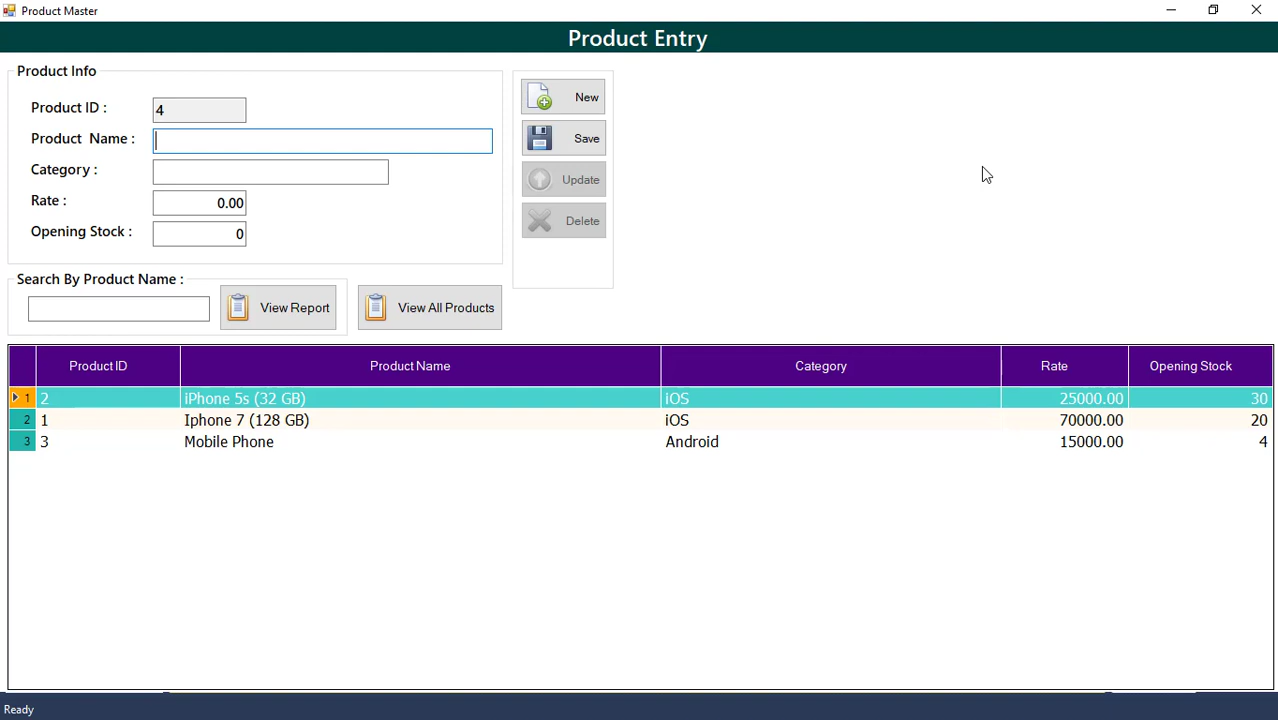 Product Master
Product Entry
Product Info
Product ID : 4
Product Name :
Category :
Rate : 0.00
Opening Stock : 0
New
Save
Update
Delete
Search By Product Name :
View Report
View All Products
Product ID Product Name Category Rate Opening Stock
1 2 iPhone 5s (32 GB) iOS 25000.00 30
2 1 Iphone 7 (128 GB) iOS 70000.00 20
3 3 Mobile Phone Android 15000.00 4
Ready